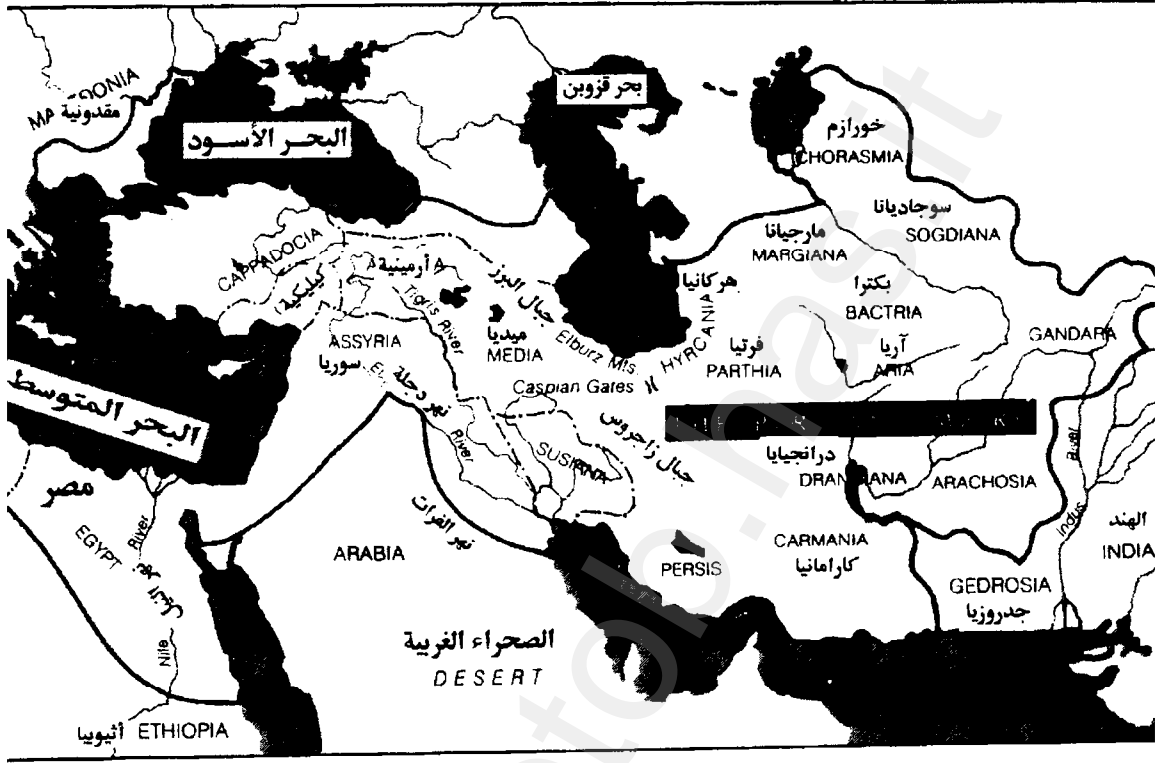 مقدونية
بحر قزوين
البحر الأسود
خورازم
CHORASMIA
سوجاديانا
SOGDIANA
مارجيانا
MARGIANA
CAPPADOCIA
كيليكية
أرمينية
Tigris River
جبال البرز
Elburz Mts.
هركانيا
HYRCANIA
بكترا
BACTRIA
GANDARA
ASSYRIA
سوريا
ميديا
MEDIA
فرتيا
PARTHIA
آريا
ARIA
Caspian Gates
البحر المتوسط
نهر دجلة
River
جبال زاجروس
SUSIANA
درانجيايا
ARACHOSIA
River
Indus
مصر
EGYPT
River
نهر النيل
Nile
نهر الفرات
ARABIA
PERSIS
CARMANIA
كارامانيا
GEDROSIA
جدروزيا
الهند
INDIA
الصحراء الغربية
DESERT
أثيوبيا ETHIOPIA